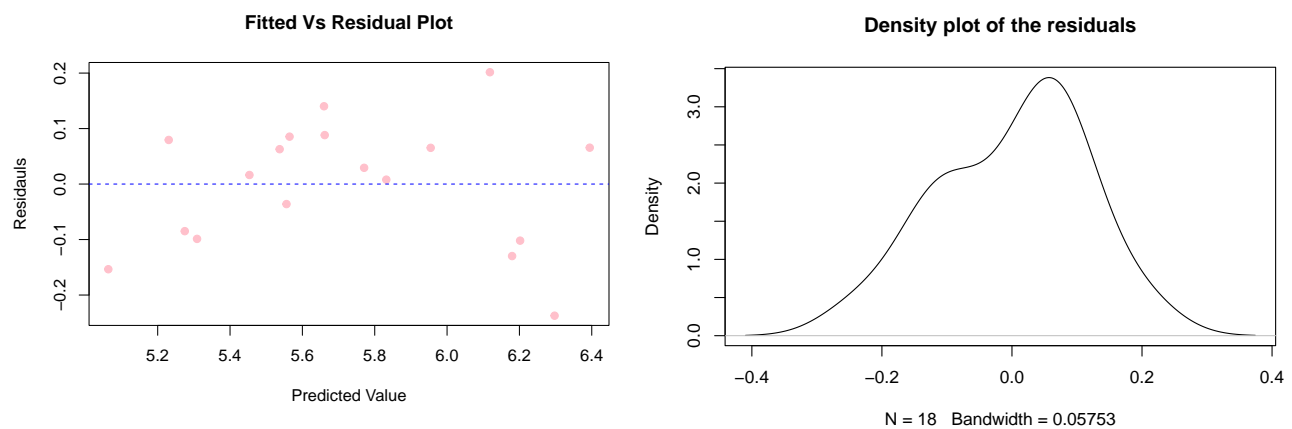 Fitted Vs Residual Plot
Residauls
0.2
0.1
0.0
−0.1
−0.2
5.2 5.4 5.6 5.8 6.0 6.2 6.4
Predicted Value
Density plot of the residuals
Density
3.0
2.0
1.0
0.0
−0.4 −0.2 0.0 0.2 0.4
N = 18 Bandwidth = 0.05753